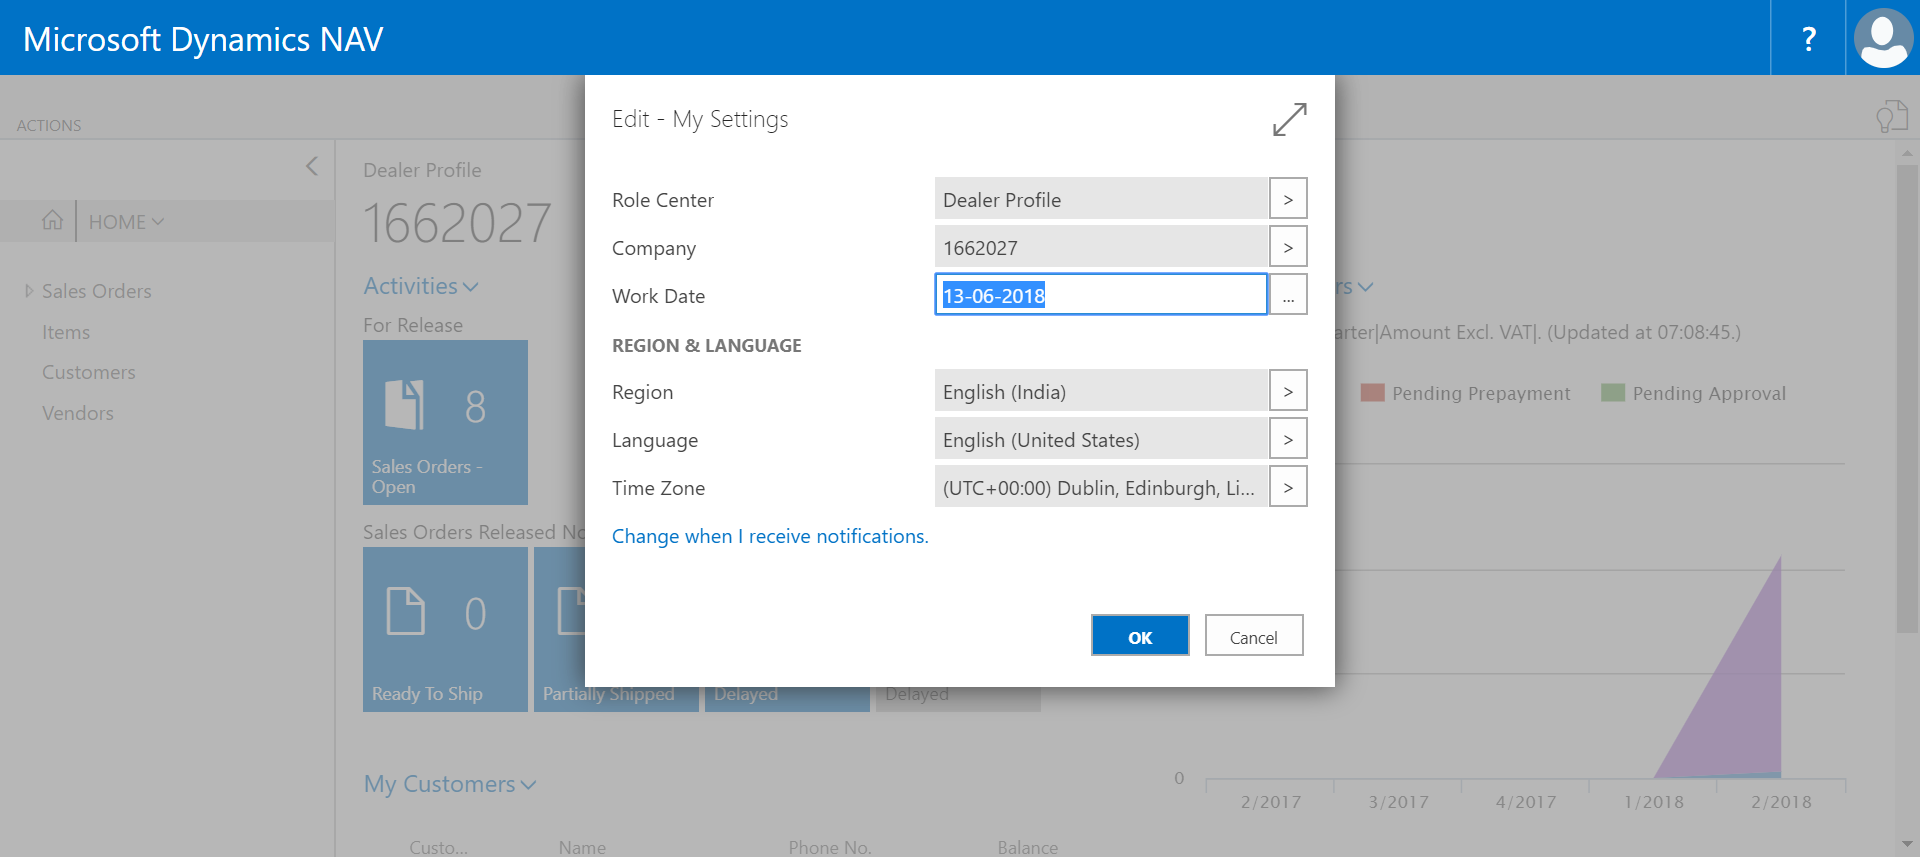 Microsoft Dynamics NAV
?
ACTIONS
HOME
Sales Orders
Items
Customers
Vendors
Dealer Profile
1662027
Activities
For Release
8
Sales Orders -
Open
Sales Orders Released
0
Ready To Ship
Partially Shipped
Delayed
Delayed
My Customers
Custo...
Name
Phone No.
Balance
Edit - My Settings
Role Center
Dealer Profile
>
Company
1662027
>
Work Date
13-06-2018
...
REGION & LANGUAGE
Region
English (India)
>
Language
English (United States)
>
Time Zone
(UTC+00:00) Dublin, Edinburgh, Li...
>
Change when I receive notifications.
OK
Cancel
|Amount Excl. VAT|. (Updated at 07:08:45.)
Pending Prepayment
Pending Approval
0
2/2017
3/2017
4/2017
1/2018
2/2018